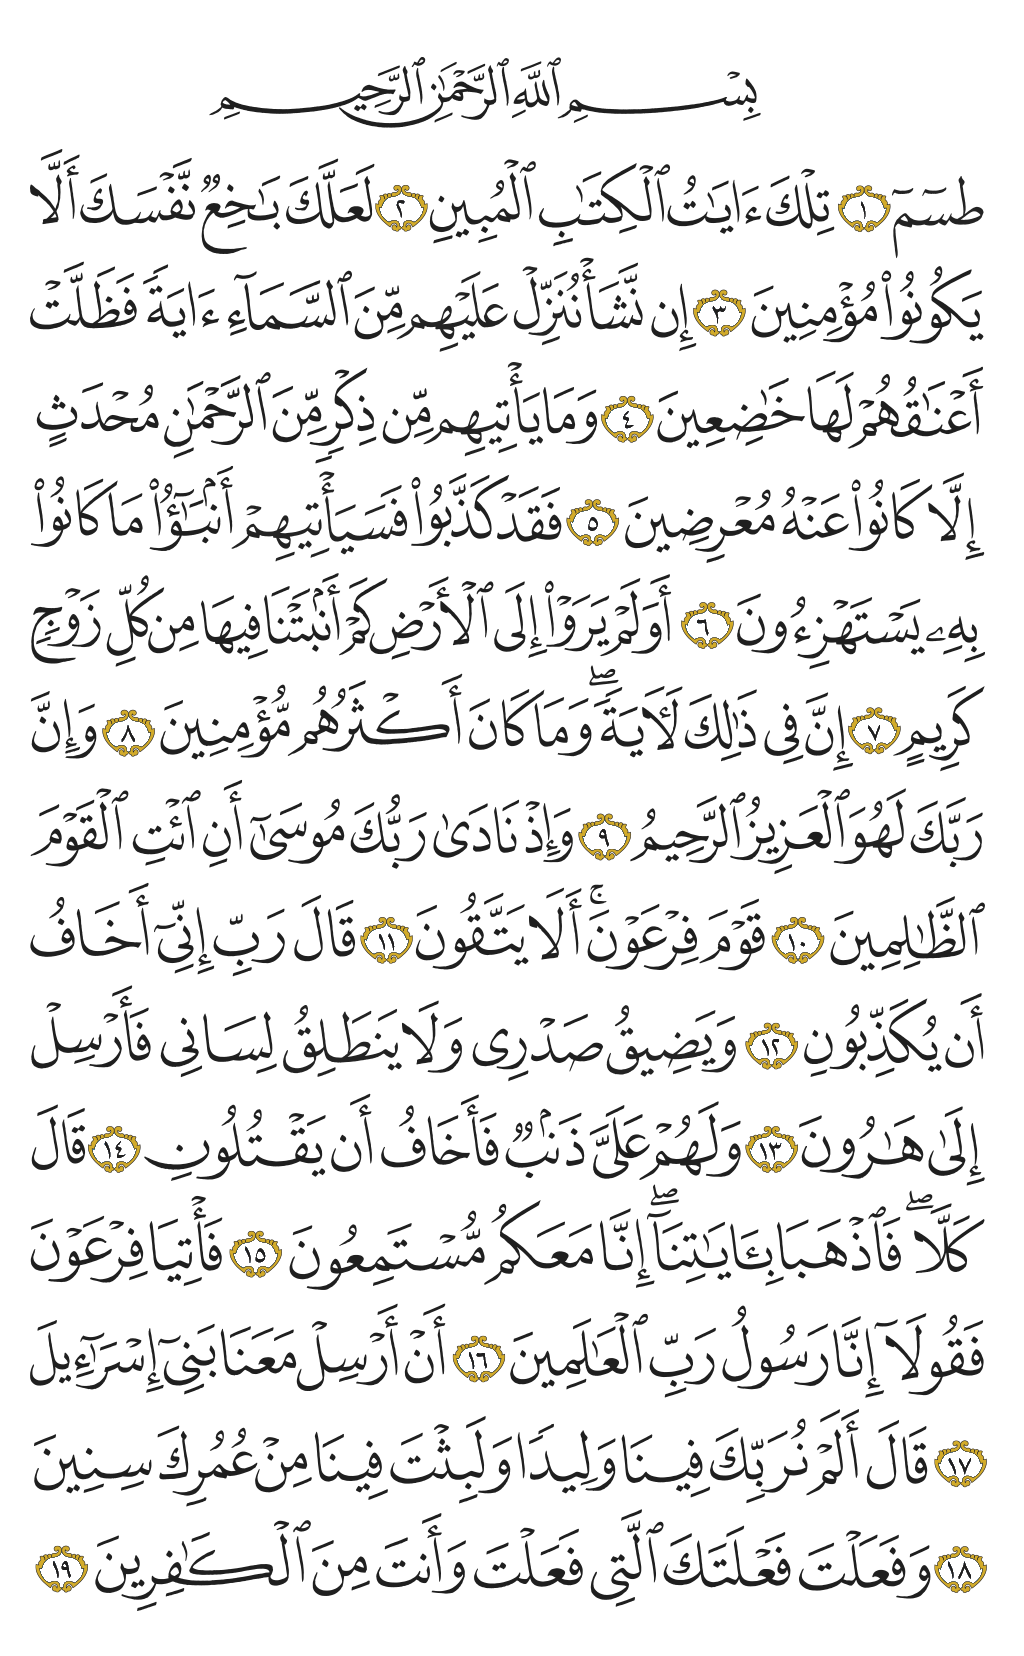 بِسْمِ ٱللَّهِ ٱلرَّحْمَٰنِ ٱلرَّحِيمِ
طسٓمٓ ١ تِلْكَ ءَايَٰتُ ٱلْكِتَٰبِ ٱلْمُبِينِ ٢ لَعَلَّكَ بَٰخِعٌ نَّفْسَكَ أَلَّا
يَكُونُوا۟ مُؤْمِنِينَ ٣ إِن نَّشَأْ نُنَزِّلْ عَلَيْهِم مِّنَ ٱلسَّمَآءِ ءَايَةً فَظَلَّتْ
أَعْنَٰقُهُمْ لَهَا خَٰضِعِينَ ٤ وَمَا يَأْتِيهِم مِّن ذِكْرٍ مِّنَ ٱلرَّحْمَٰنِ مُحْدَثٍ
إِلَّا كَانُوا۟ عَنْهُ مُعْرِضِينَ ٥ فَقَدْ كَذَّبُوا۟ فَسَيَأْتِيهِمْ أَنۢبَٰٓؤُا۟ مَا كَانُوا۟
بِهِۦ يَسْتَهْزِءُونَ ٦ أَوَلَمْ يَرَوْا۟ إِلَى ٱلْأَرْضِ كَمْ أَنۢبَتْنَا فِيهَا مِن كُلِّ زَوْجٍ
كَرِيمٍ ٧ إِنَّ فِى ذَٰلِكَ لَءَايَةً ۖ وَمَا كَانَ أَكْثَرُهُم مُّؤْمِنِينَ ٨ وَإِنَّ
رَبَّكَ لَهُوَ ٱلْعَزِيزُ ٱلرَّحِيمُ ٩ وَإِذْ نَادَىٰ رَبُّكَ مُوسَىٰٓ أَنِ ٱئْتِ ٱلْقَوْمَ
ٱلظَّٰلِمِينَ ١٠ قَوْمَ فِرْعَوْنَ ۚ أَلَا يَتَّقُونَ ١١ قَالَ رَبِّ إِنِّىٓ أَخَافُ
أَن يُكَذِّبُونِ ١٢ وَيَضِيقُ صَدْرِى وَلَا يَنطَلِقُ لِسَانِى فَأَرْسِلْ
إِلَىٰ هَٰرُونَ ١٣ وَلَهُمْ عَلَىَّ ذَنۢبٌ فَأَخَافُ أَن يَقْتُلُونِ ١٤ قَالَ
كَلَّا ۖ فَٱذْهَبَا بِـَٔايَٰتِنَآ ۖ إِنَّا مَعَكُم مُّسْتَمِعُونَ ١٥ فَأْتِيَا فِرْعَوْنَ
فَقُولَآ إِنَّا رَسُولُ رَبِّ ٱلْعَٰلَمِينَ ١٦ أَنْ أَرْسِلْ مَعَنَا بَنِىٓ إِسْرَٰٓءِيلَ
١٧ قَالَ أَلَمْ نُرَبِّكَ فِينَا وَلِيدًا وَلَبِثْتَ فِينَا مِنْ عُمُرِكَ سِنِينَ
١٨ وَفَعَلْتَ فَعْلَتَكَ ٱلَّتِى فَعَلْتَ وَأَنتَ مِنَ ٱلْكَٰفِرِينَ ١٩